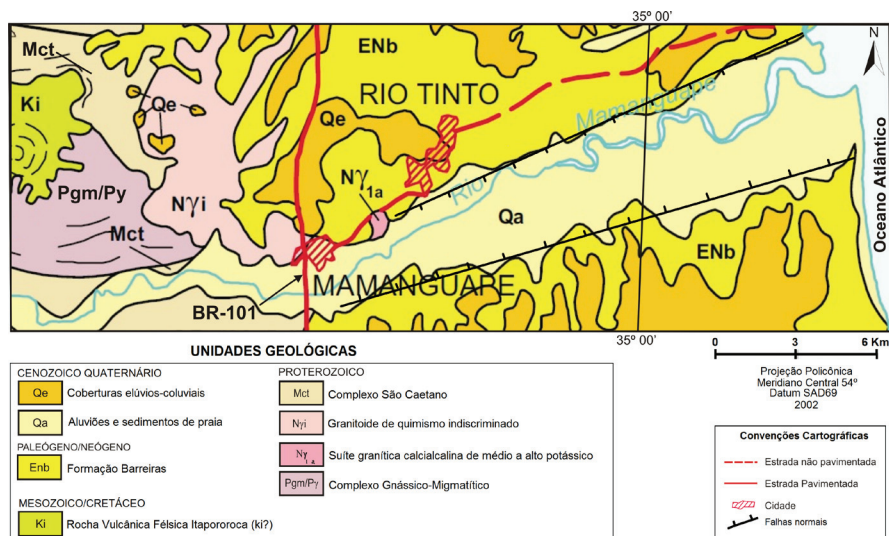 35º 00'
N
Mct
ENb
Ki
Qe
RIO TINTO
Qe
Mamanguape
Nγ1a
Pgm/Py
Nγi
Rio
Qa
Mct
ENb
Oceano Atlântico
MAMANGUAPE
BR-101
35º 00'
0 3 6 Km
Projeção Policônica
Meridiano Central 54º
Datum SAD69
2002
UNIDADES GEOLÓGICAS
CENOZOICO QUATERNÁRIO
Qe Coberturas elúvios-coluviais
Qa Aluviões e sedimentos de praia
PALEÓGENO/NEÓGENO
Enb Formação Barreiras
MESOZOICO/CRETÁCEO
Ki Rocha Vulcânica Félsica Itapororoca (ki?)
PROTEROZOICO
Mct Complexo São Caetano
Nγi Granitoide de quimismo indiscriminado
Nγ1a Suíte granítica calcialcalina de médio a alto potássico
Pgm/Pγ Complexo Gnássico-Migmatítico
Convenções Cartográficas
Estrada não pavimentada
Estrada Pavimentada
Cidade
Falhas normais